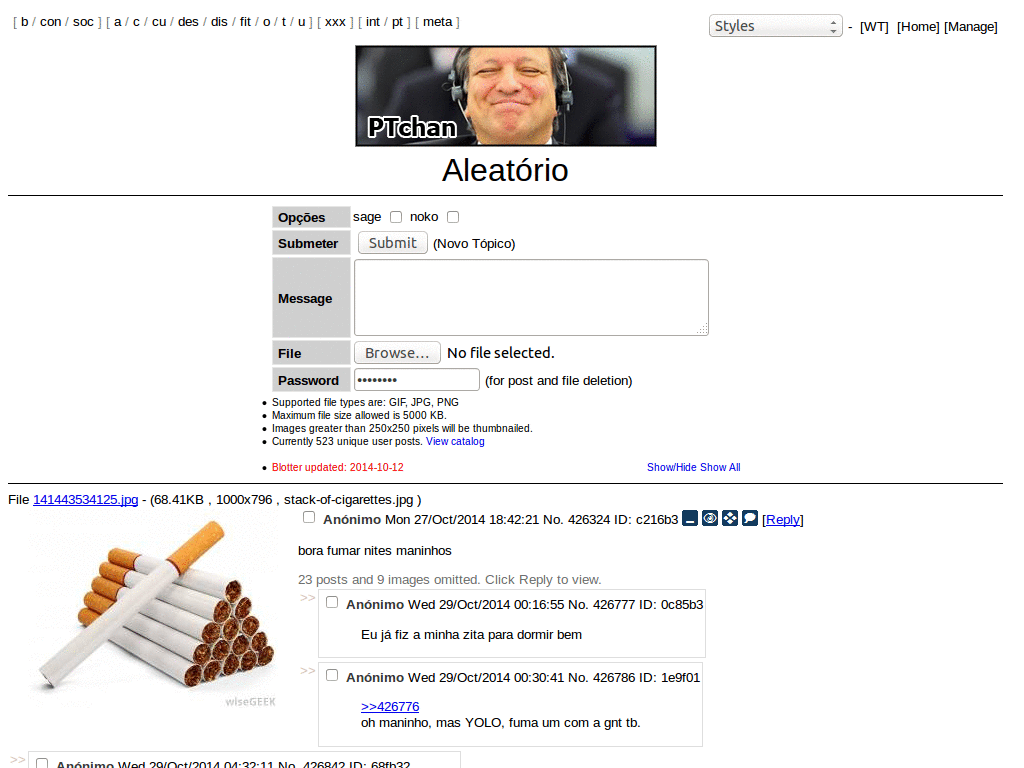 [ b / con / soc ] [ a / c / cu / des / dis / fit / o / t / u ] [ xxx ] [ int / pt ] [ meta ]
Styles - [WT] [Home] [Manage]
PTchan
Aleatório
Opções sage noko
Submeter Submit (Novo Tópico)
Message
File Browse... No file selected.
Password •••••••• (for post and file deletion)
• Supported file types are: GIF, JPG, PNG
• Maximum file size allowed is 5000 KB.
• Images greater than 250x250 pixels will be thumbnailed.
• Currently 523 unique user posts. View catalog
• Blotter updated: 2014-10-12 Show/Hide Show All
File 141443534125.jpg - (68.41KB , 1000x796 , stack-of-cigarettes.jpg )
Anónimo Mon 27/Oct/2014 18:42:21 No. 426324 ID: c216b3 [Reply]
bora fumar nites maninhos
23 posts and 9 images omitted. Click Reply to view.
>> Anónimo Wed 29/Oct/2014 00:16:55 No. 426777 ID: 0c85b3
Eu já fiz a minha zita para dormir bem
>> Anónimo Wed 29/Oct/2014 00:30:41 No. 426786 ID: 1e9f01
>>426776
oh maninho, mas YOLO, fuma um com a gnt tb.
wiseGEEK
>> Anónimo Wed 29/Oct/2014 04:32:11 No. 426842 ID: 68fb32